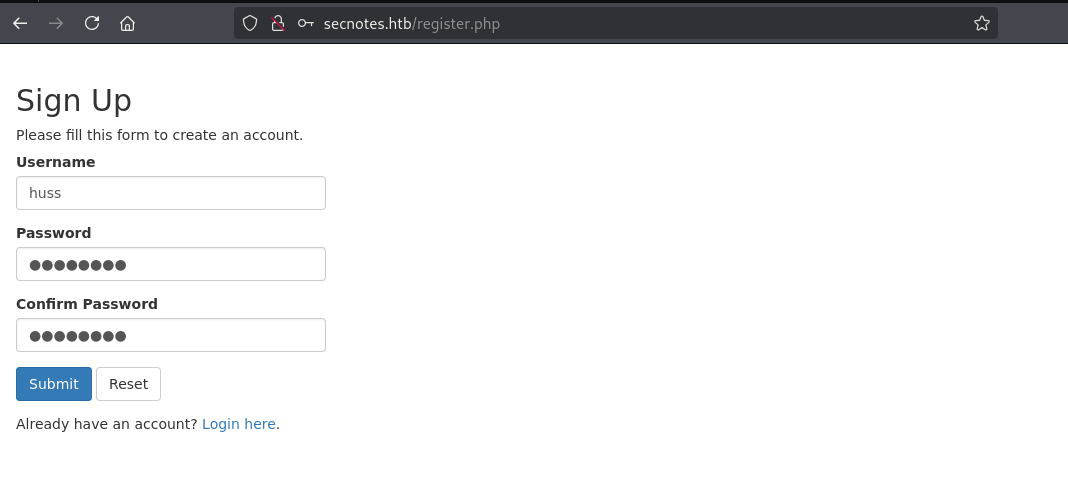 secnotes.htb/register.php
Sign Up
Please fill this form to create an account.
Username
huss
Password
●●●●●●●●
Confirm Password
●●●●●●●●
Submit Reset
Already have an account? Login here.